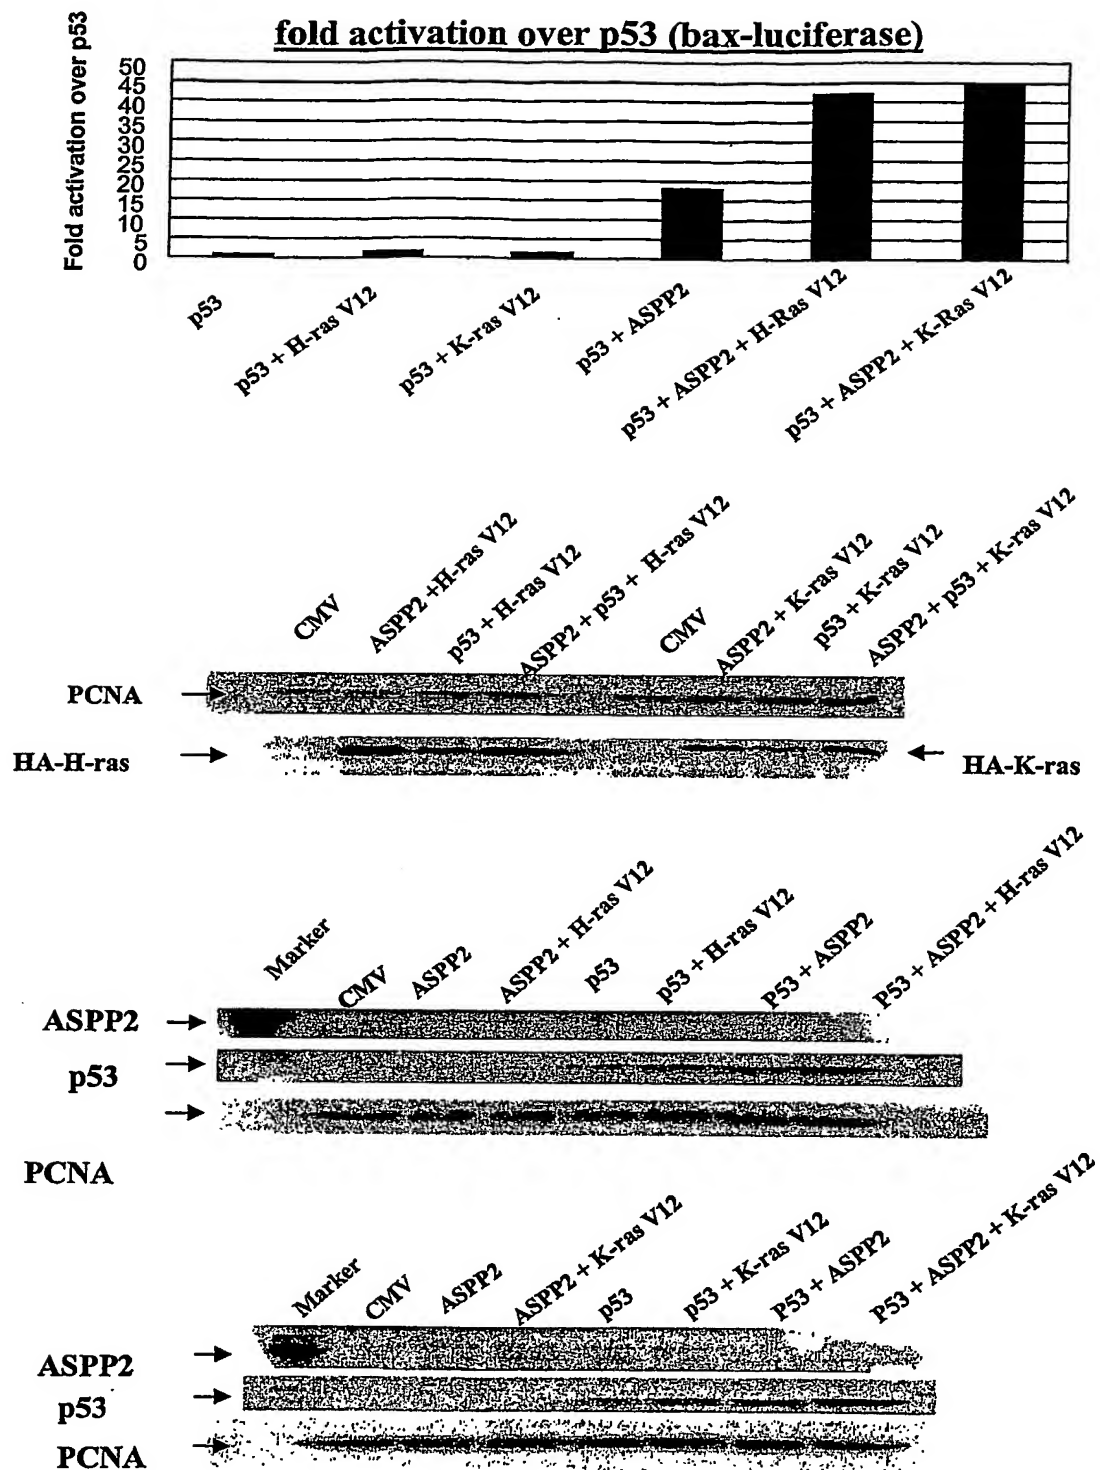 fold activation over p53 (bax-luciferase)
Fold activation over p53
50
45
40
35
30
25
20
15
10
5
0
p53
p53 + H-ras V12
p53 + K-ras V12
p53 + ASPP2
p53 + ASPP2 + H-Ras V12
p53 + ASPP2 + K-Ras V12
CMV
ASPP2 +H-ras V12
p53 + H-ras V12
ASPP2 + p53 + H-ras V12
CMV
ASPP2 + K-ras V12
p53 + K-ras V12
ASPP2 + p53 + K-ras V12
PCNA
HA-H-ras
HA-K-ras
Marker
CMV
ASPP2
ASPP2 + H-ras V12
p53
p53 + H-ras V12
P53 + ASPP2
P53 + ASPP2 + H-ras V12
ASPP2
p53
PCNA
Marker
CMV
ASPP2
ASPP2 + K-ras V12
p53
p53 + K-ras V12
P53 + ASPP2
P53 + ASPP2 + K-ras V12
ASPP2
p53
PCNA